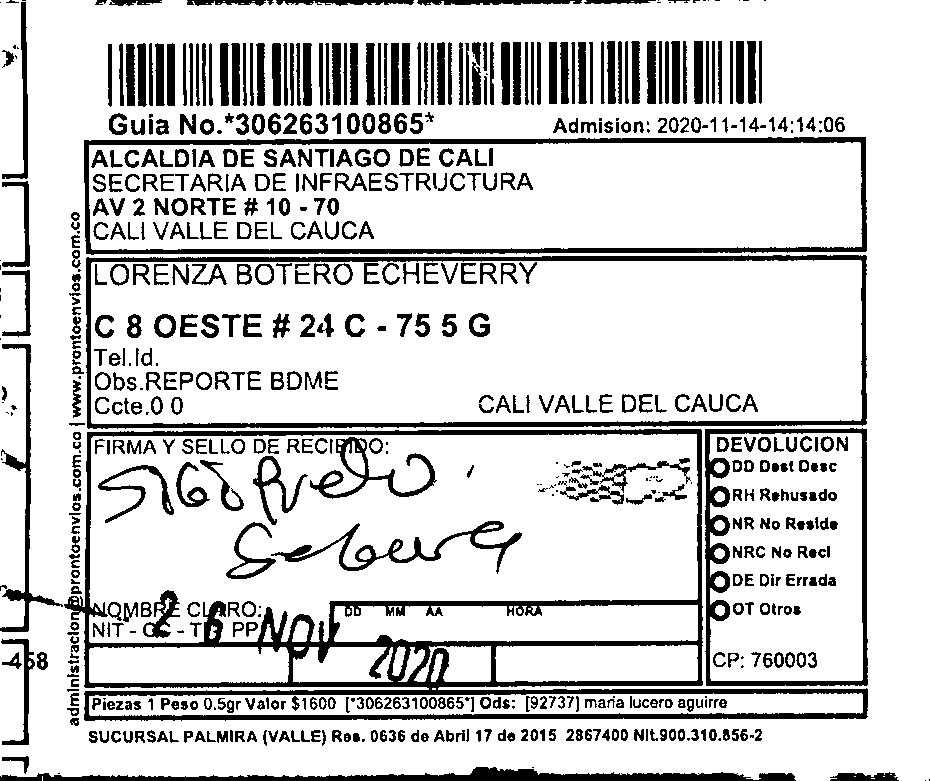 Guia No.*306263100865*
Admision: 2020-11-14-14:14:06
ALCALDIA DE SANTIAGO DE CALI
SECRETARIA DE INFRAESTRUCTURA
AV 2 NORTE # 10 - 70
CALI VALLE DEL CAUCA
LORENZA BOTERO ECHEVERRY
C 8 OESTE # 24 C - 75 5 G
Tel.Id.
Obs.REPORTE BDME
Ccte.0 0 CALI VALLE DEL CAUCA
FIRMA Y SELLO DE RECIBIDO:
NOMBRE CLARO:
NIT - CC - TEL PP
26 NOV 2020
DD MM AA HORA
DEVOLUCION
DD Dest Desc
RH Rehusado
NR No Reside
NRC No Recl
DE Dir Errada
OT Otros
CP: 760003
Piezas 1 Peso 0.5gr Valor $1600 [*306263100865*] Ods: [92737] maria lucero aguirre
SUCURSAL PALMIRA (VALLE) Res. 0636 de Abril 17 de 2015 2867400 Nit.900.310.856-2
administracion@prontoenvios.com.co | www.prontoenvios.com.co
-458